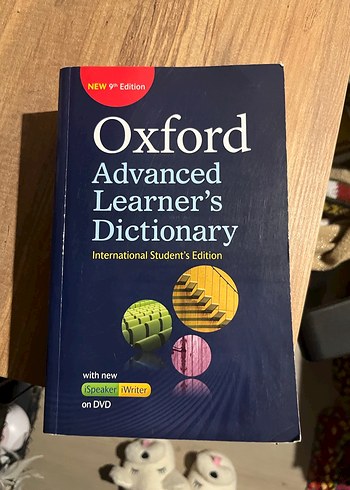 NEW 9th Edition
Oxford
Advanced
Learner's
Dictionary
International Student's Edition
with new
iSpeaker iWriter
on DVD